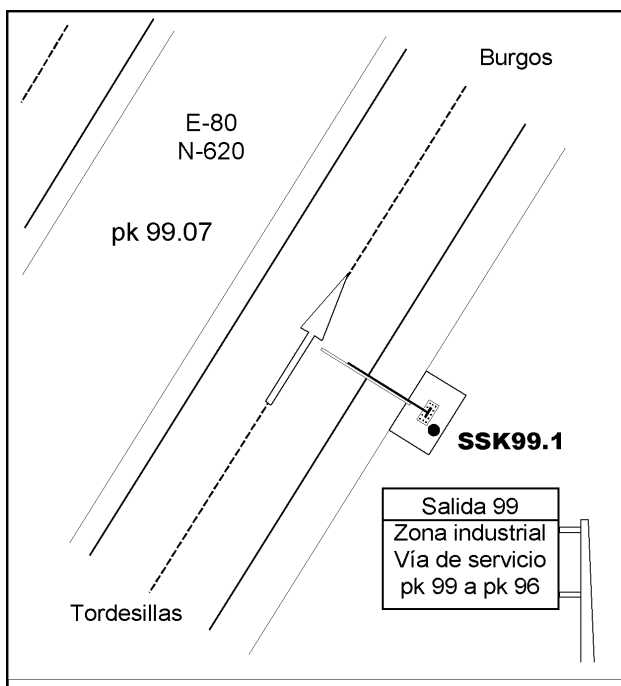 Burgos
E-80
N-620
pk 99.07
SSK99.1
Salida 99
Zona industrial
Vía de servicio
pk 99 a pk 96
Tordesillas